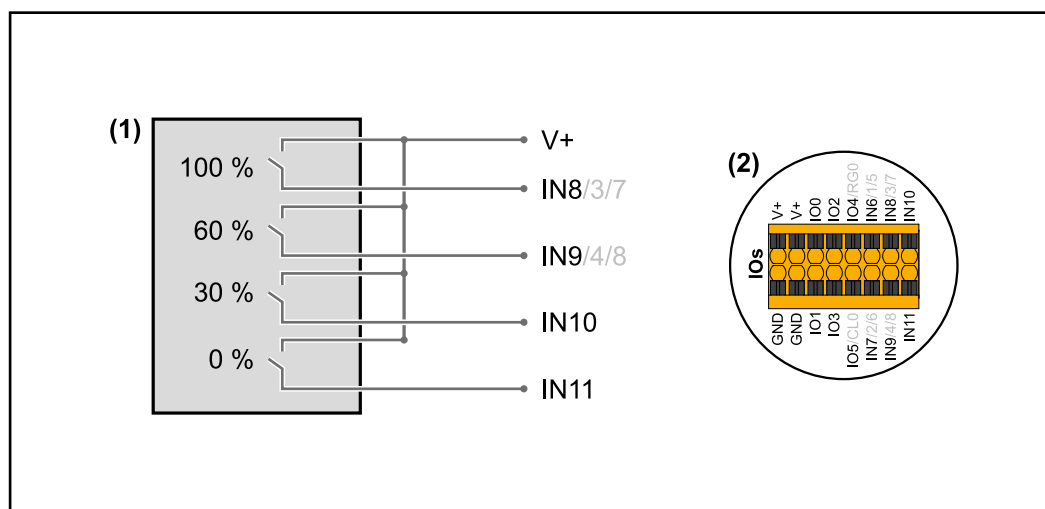 (1)
100 %
60 %
30 %
0 %
V+
IN8/3/7
IN9/4/8
IN10
IN11
(2)
V+
V+
IO0
IO2
IO4/RG0
IN6/1/5
IN8/3/7
IN10
IOs
GND
GND
IO1
IO3
IO5/CL0
IN7/2/6
IN9/4/8
IN11